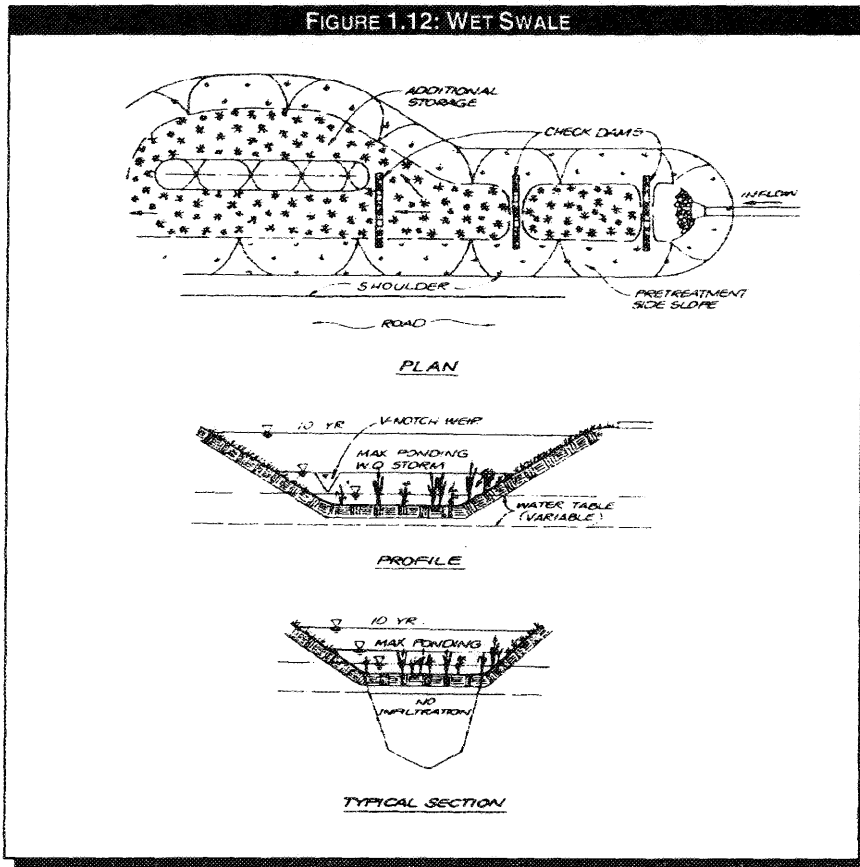 FIGURE 1.12: WET SWALE
ADDITIONAL
STORAGE
CHECK DAMS
INFLOW
SHOULDER
PRETREATMENT
SIDE SLOPE
ROAD
PLAN
10 YR
V-NOTCH WEIR
MAX PONDING
W.Q STORM
WATER TABLE
(VARIABLE)
PROFILE
10 YR.
MAX PONDING
NO
INFILTRATION
TYPICAL SECTION